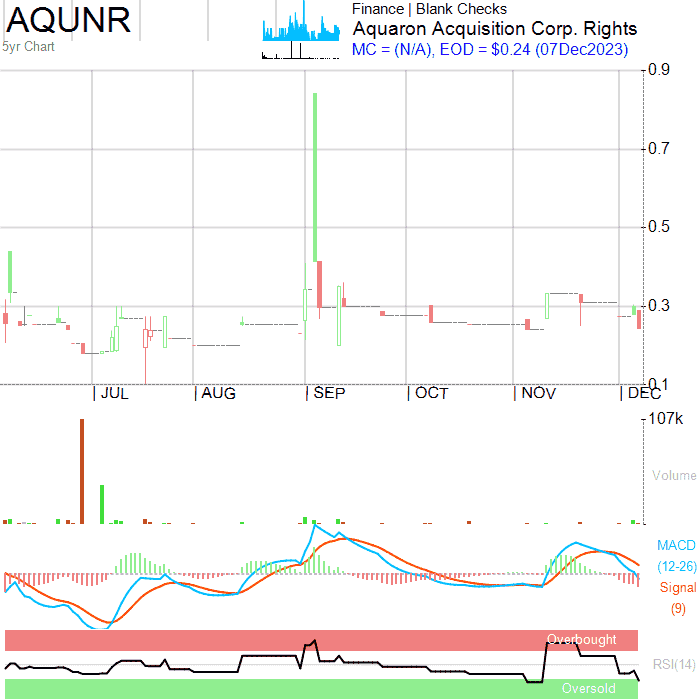 AQUNR
5yr Chart
Finance | Blank Checks
Aquaron Acquisition Corp. Rights
MC = (N/A), EOD = $0.24 (07Dec2023)
0.9
0.7
0.5
0.3
0.1
| JUL | AUG | SEP | OCT | NOV | DEC
107k
Volume
MACD
(12-26)
Signal
(9)
Overbought
RSI(14)
Oversold